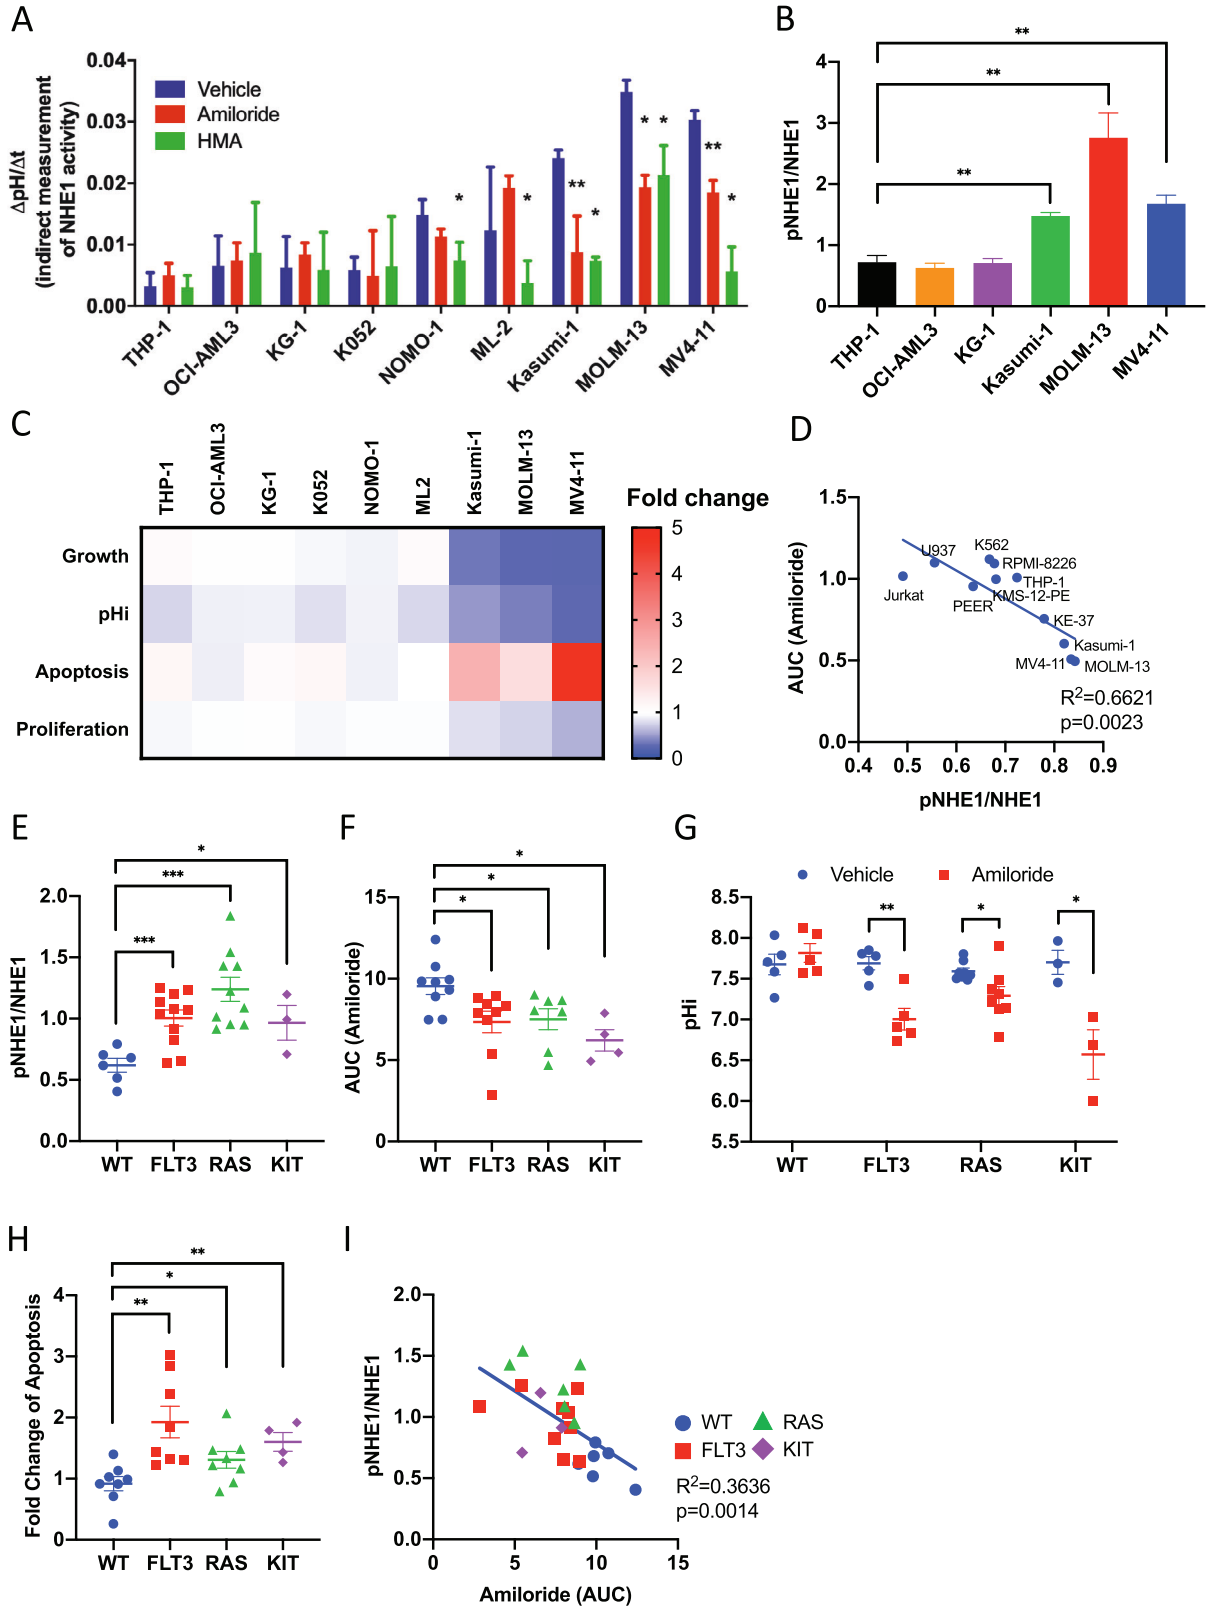 A
ΔpH/Δt
(indirect measurement
of NHE1 activity)
0.04
0.03
0.02
0.01
0.00
Vehicle
Amiloride
HMA
*
*
**
*
*
*
**
*
THP-1
OCI-AML3
KG-1
K052
NOMO-1
ML-2
Kasumi-1
MOLM-13
MV4-11
B
pNHE1/NHE1
4
3
2
1
0
**
**
**
THP-1
OCI-AML3
KG-1
Kasumi-1
MOLM-13
MV4-11
C
THP-1
OCI-AML3
KG-1
K052
NOMO-1
ML2
Kasumi-1
MOLM-13
MV4-11
Growth
pHi
Apoptosis
Proliferation
Fold change
5
4
3
2
1
0
D
AUC (Amiloride)
1.5
1.0
0.5
0.0
U937
K562
RPMI-8226
THP-1
Jurkat
PEER
KMS-12-PE
KE-37
Kasumi-1
MV4-11
MOLM-13
R2=0.6621
p=0.0023
0.4
0.5
0.6
0.7
0.8
0.9
pNHE1/NHE1
E
pNHE1/NHE1
2.0
1.5
1.0
0.5
0.0
*
***
***
WT
FLT3
RAS
KIT
F
AUC (Amiloride)
15
10
5
0
*
*
*
WT
FLT3
RAS
KIT
G
Vehicle
Amiloride
pHi
8.5
8.0
7.5
7.0
6.5
6.0
5.5
**
*
*
WT
FLT3
RAS
KIT
H
Fold Change of Apoptosis
4
3
2
1
0
**
*
**
WT
FLT3
RAS
KIT
I
pNHE1/NHE1
2.0
1.5
1.0
0.5
0.0
0
5
10
15
Amiloride (AUC)
WT
RAS
FLT3
KIT
R2=0.3636
p=0.0014